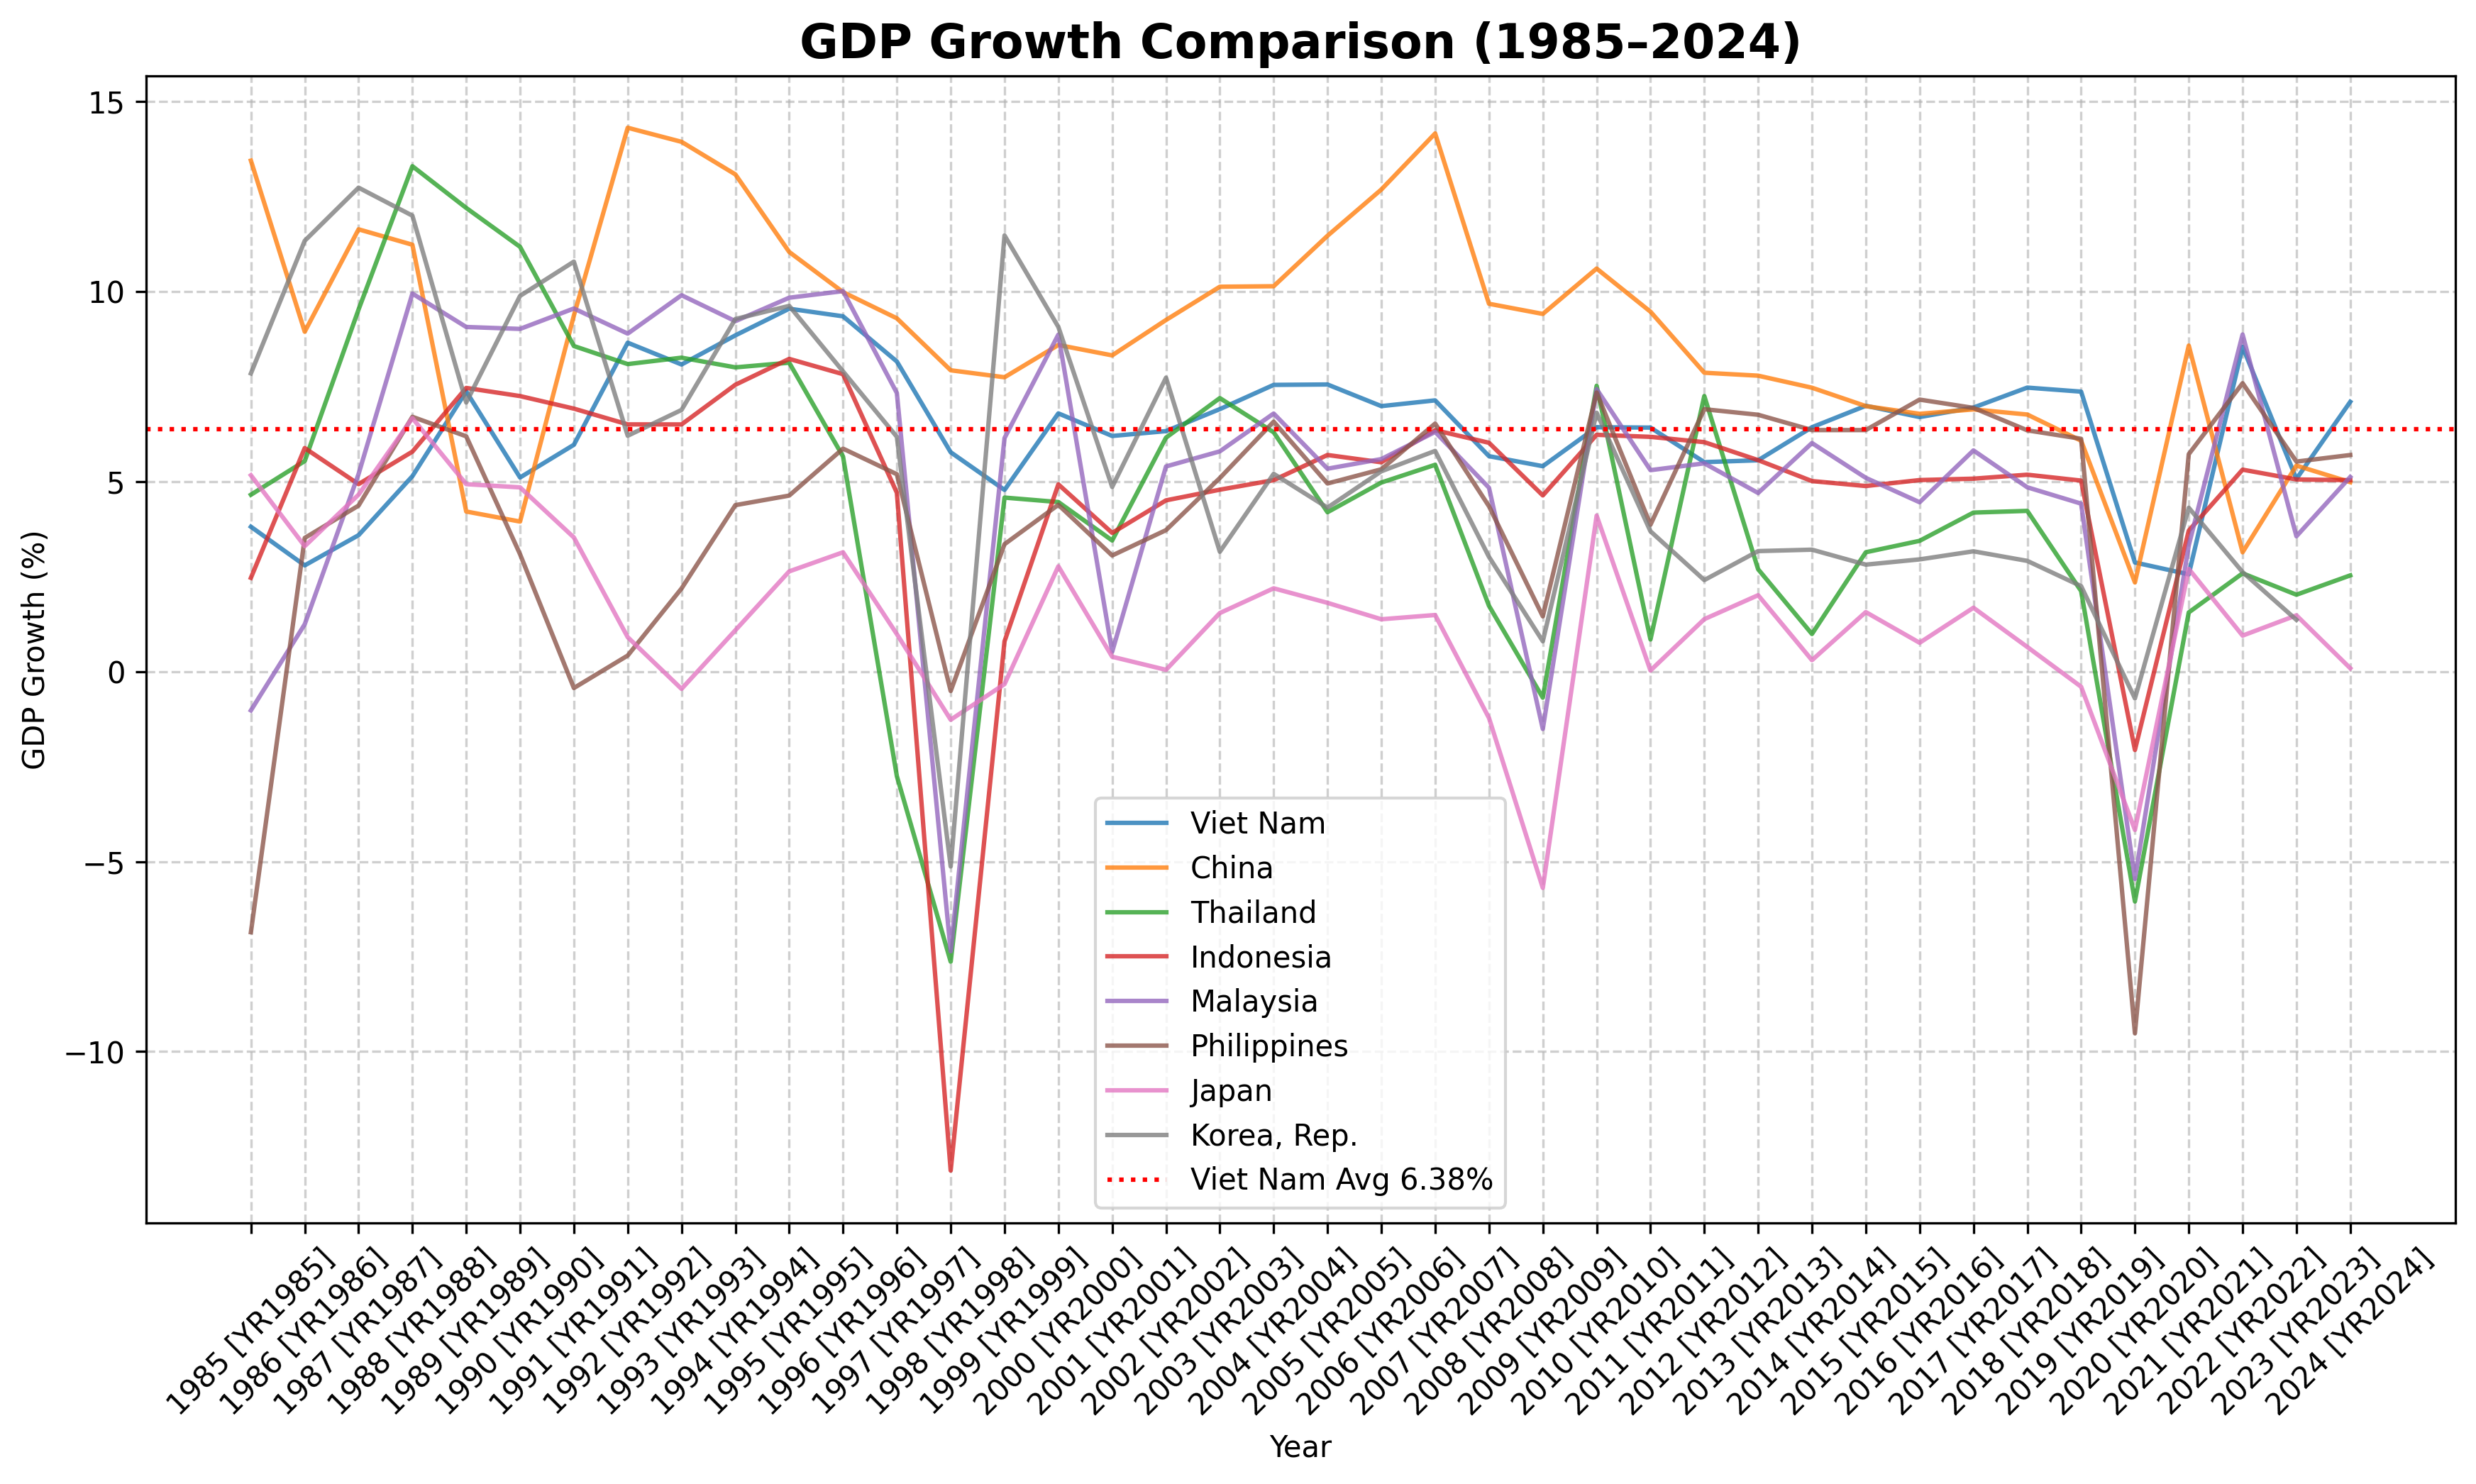 GDP Growth Comparison (1985–2024)
15
10
5
0
−5
−10
GDP Growth (%)
Viet Nam
China
Thailand
Indonesia
Malaysia
Philippines
Japan
Korea, Rep.
Viet Nam Avg 6.38%
1985 [YR1985]
1986 [YR1986]
1987 [YR1987]
1988 [YR1988]
1989 [YR1989]
1990 [YR1990]
1991 [YR1991]
1992 [YR1992]
1993 [YR1993]
1994 [YR1994]
1995 [YR1995]
1996 [YR1996]
1997 [YR1997]
1998 [YR1998]
1999 [YR1999]
2000 [YR2000]
2001 [YR2001]
2002 [YR2002]
2003 [YR2003]
2004 [YR2004]
2005 [YR2005]
2006 [YR2006]
2007 [YR2007]
2008 [YR2008]
2009 [YR2009]
2010 [YR2010]
2011 [YR2011]
2012 [YR2012]
2013 [YR2013]
2014 [YR2014]
2015 [YR2015]
2016 [YR2016]
2017 [YR2017]
2018 [YR2018]
2019 [YR2019]
2020 [YR2020]
2021 [YR2021]
2022 [YR2022]
2023 [YR2023]
2024 [YR2024]
Year